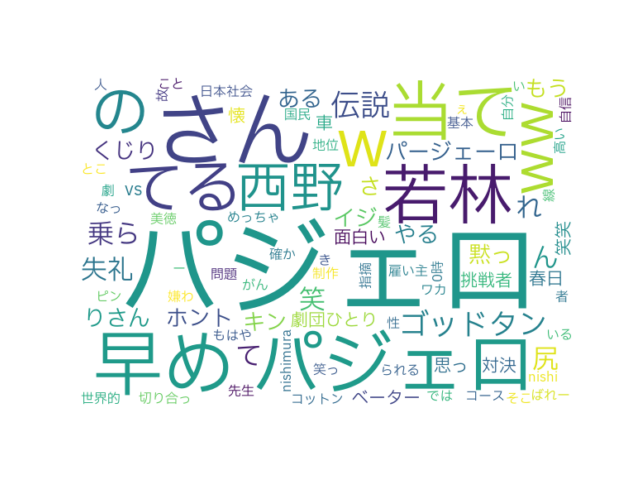 人 故 こと 日本社会 懐 ある 国民 伝説 車 い もう 自信
の さん 当て w ww 自分 基本 え 高い
くじり 地位 パージェーロ
とこ てる 西野 さ 若林 れ 線
劇 vs なっ 美徳 めっちゃ イジ 髪
乗ら 面白い やる 黙っ ん 笑笑
パジェロ
失礼 問題 確か 制作 き 指摘 雇い主 0時 挑戦者 春日
ピン 嫌わ ー がん 笑 ワカ 者
りさん ホント キン 劇団ひとり 性 ゴッドタン いる
早め もはや て パジェロ 尻
nishimura 笑っ られる 思っ 対決 nishi
世界的 切り合っ 先生 コットン ベーター では コース そこ ばれー